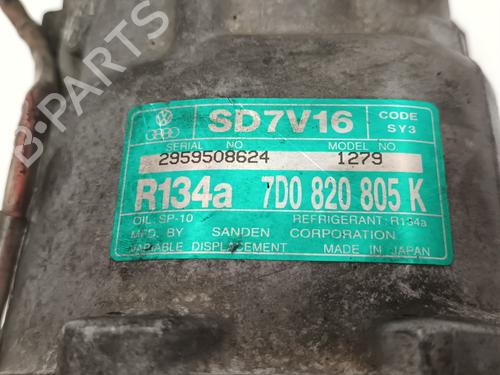 SD7V16
CODE
SY3
SERIAL NO
MODEL NO
2959508624
1279
R134a 7D0 820 805 K
OIL: SP-10
REFRIGERANT: R134a
MFG. BY SANDEN CORPORATION
VARIABLE DISPLACEMENT MADE IN JAPAN
B-PARTS